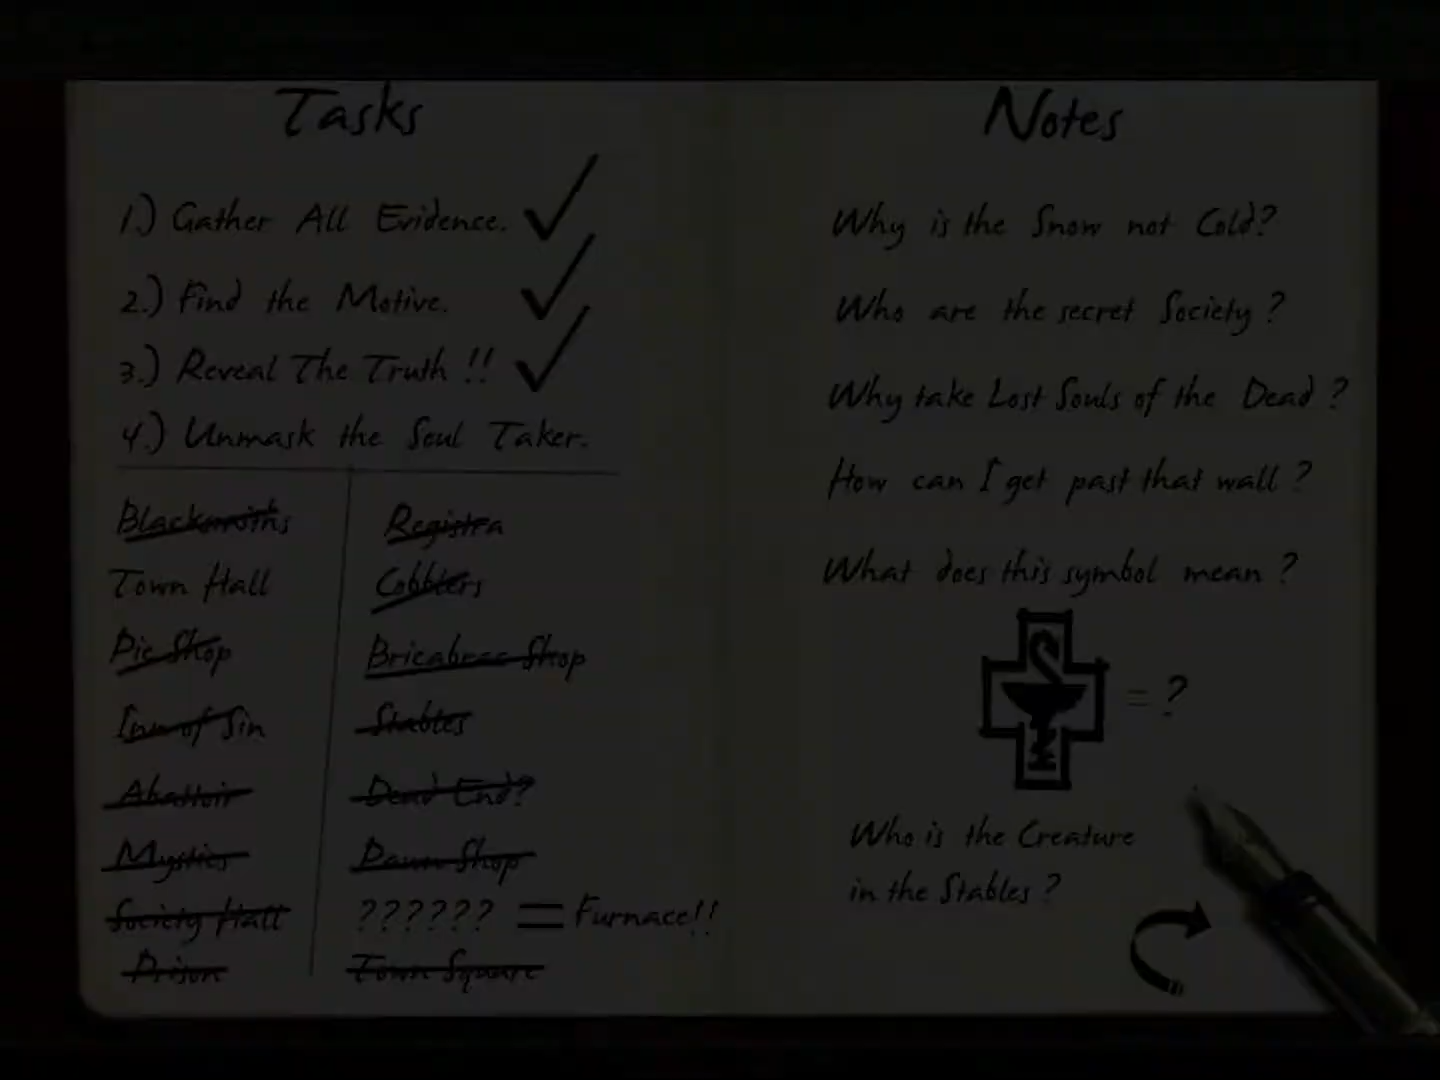 Tasks
1.) Gather All Evidence.
2.) Find the Motive.
3.) Reveal The Truth !!
4.) Unmask the Soul Taker.
Blacksmiths
Town Hall
Pie Shop
Inn of Sin
Abattoir
Mystics
Society Hall
Prison
Registra
Cobblers
Bricabrac Shop
Stables
Dead End?
Pawn Shop
?????? = Furnace!!
Town Square
Notes
Why is the Snow not Cold?
Who are the secret Society ?
Why take Lost Souls of the Dead ?
How can I get past that wall ?
What does this symbol mean ?
= ?
Who is the Creature
in the Stables ?